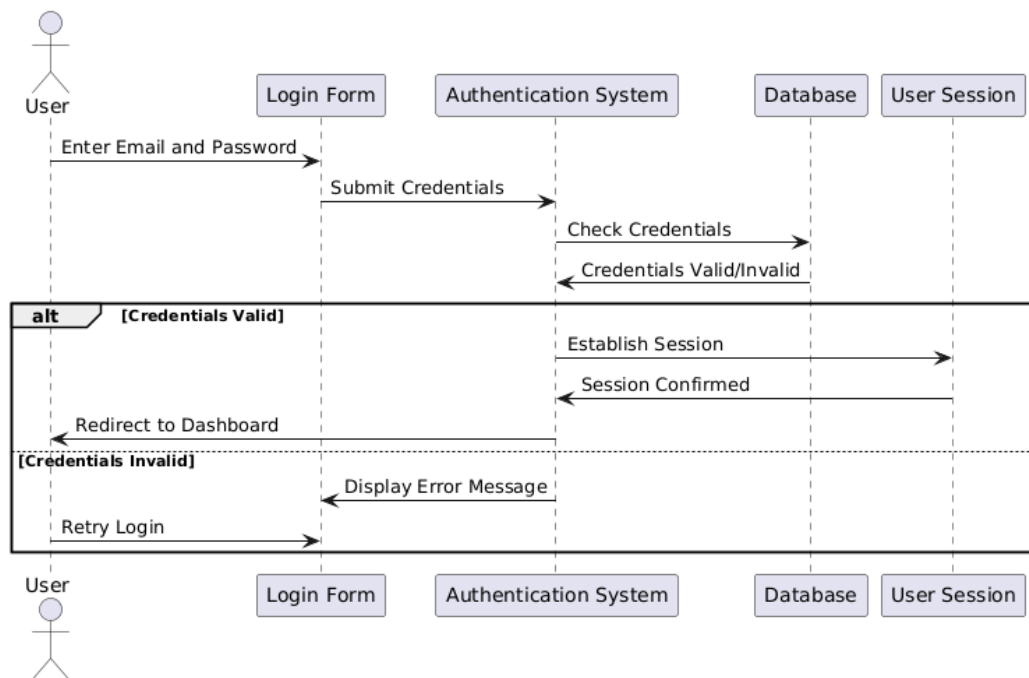 User
Login Form
Authentication System
Database
User Session
Enter Email and Password
Submit Credentials
Check Credentials
Credentials Valid/Invalid
alt
[Credentials Valid]
Establish Session
Session Confirmed
Redirect to Dashboard
[Credentials Invalid]
Display Error Message
Retry Login
User
Login Form
Authentication System
Database
User Session